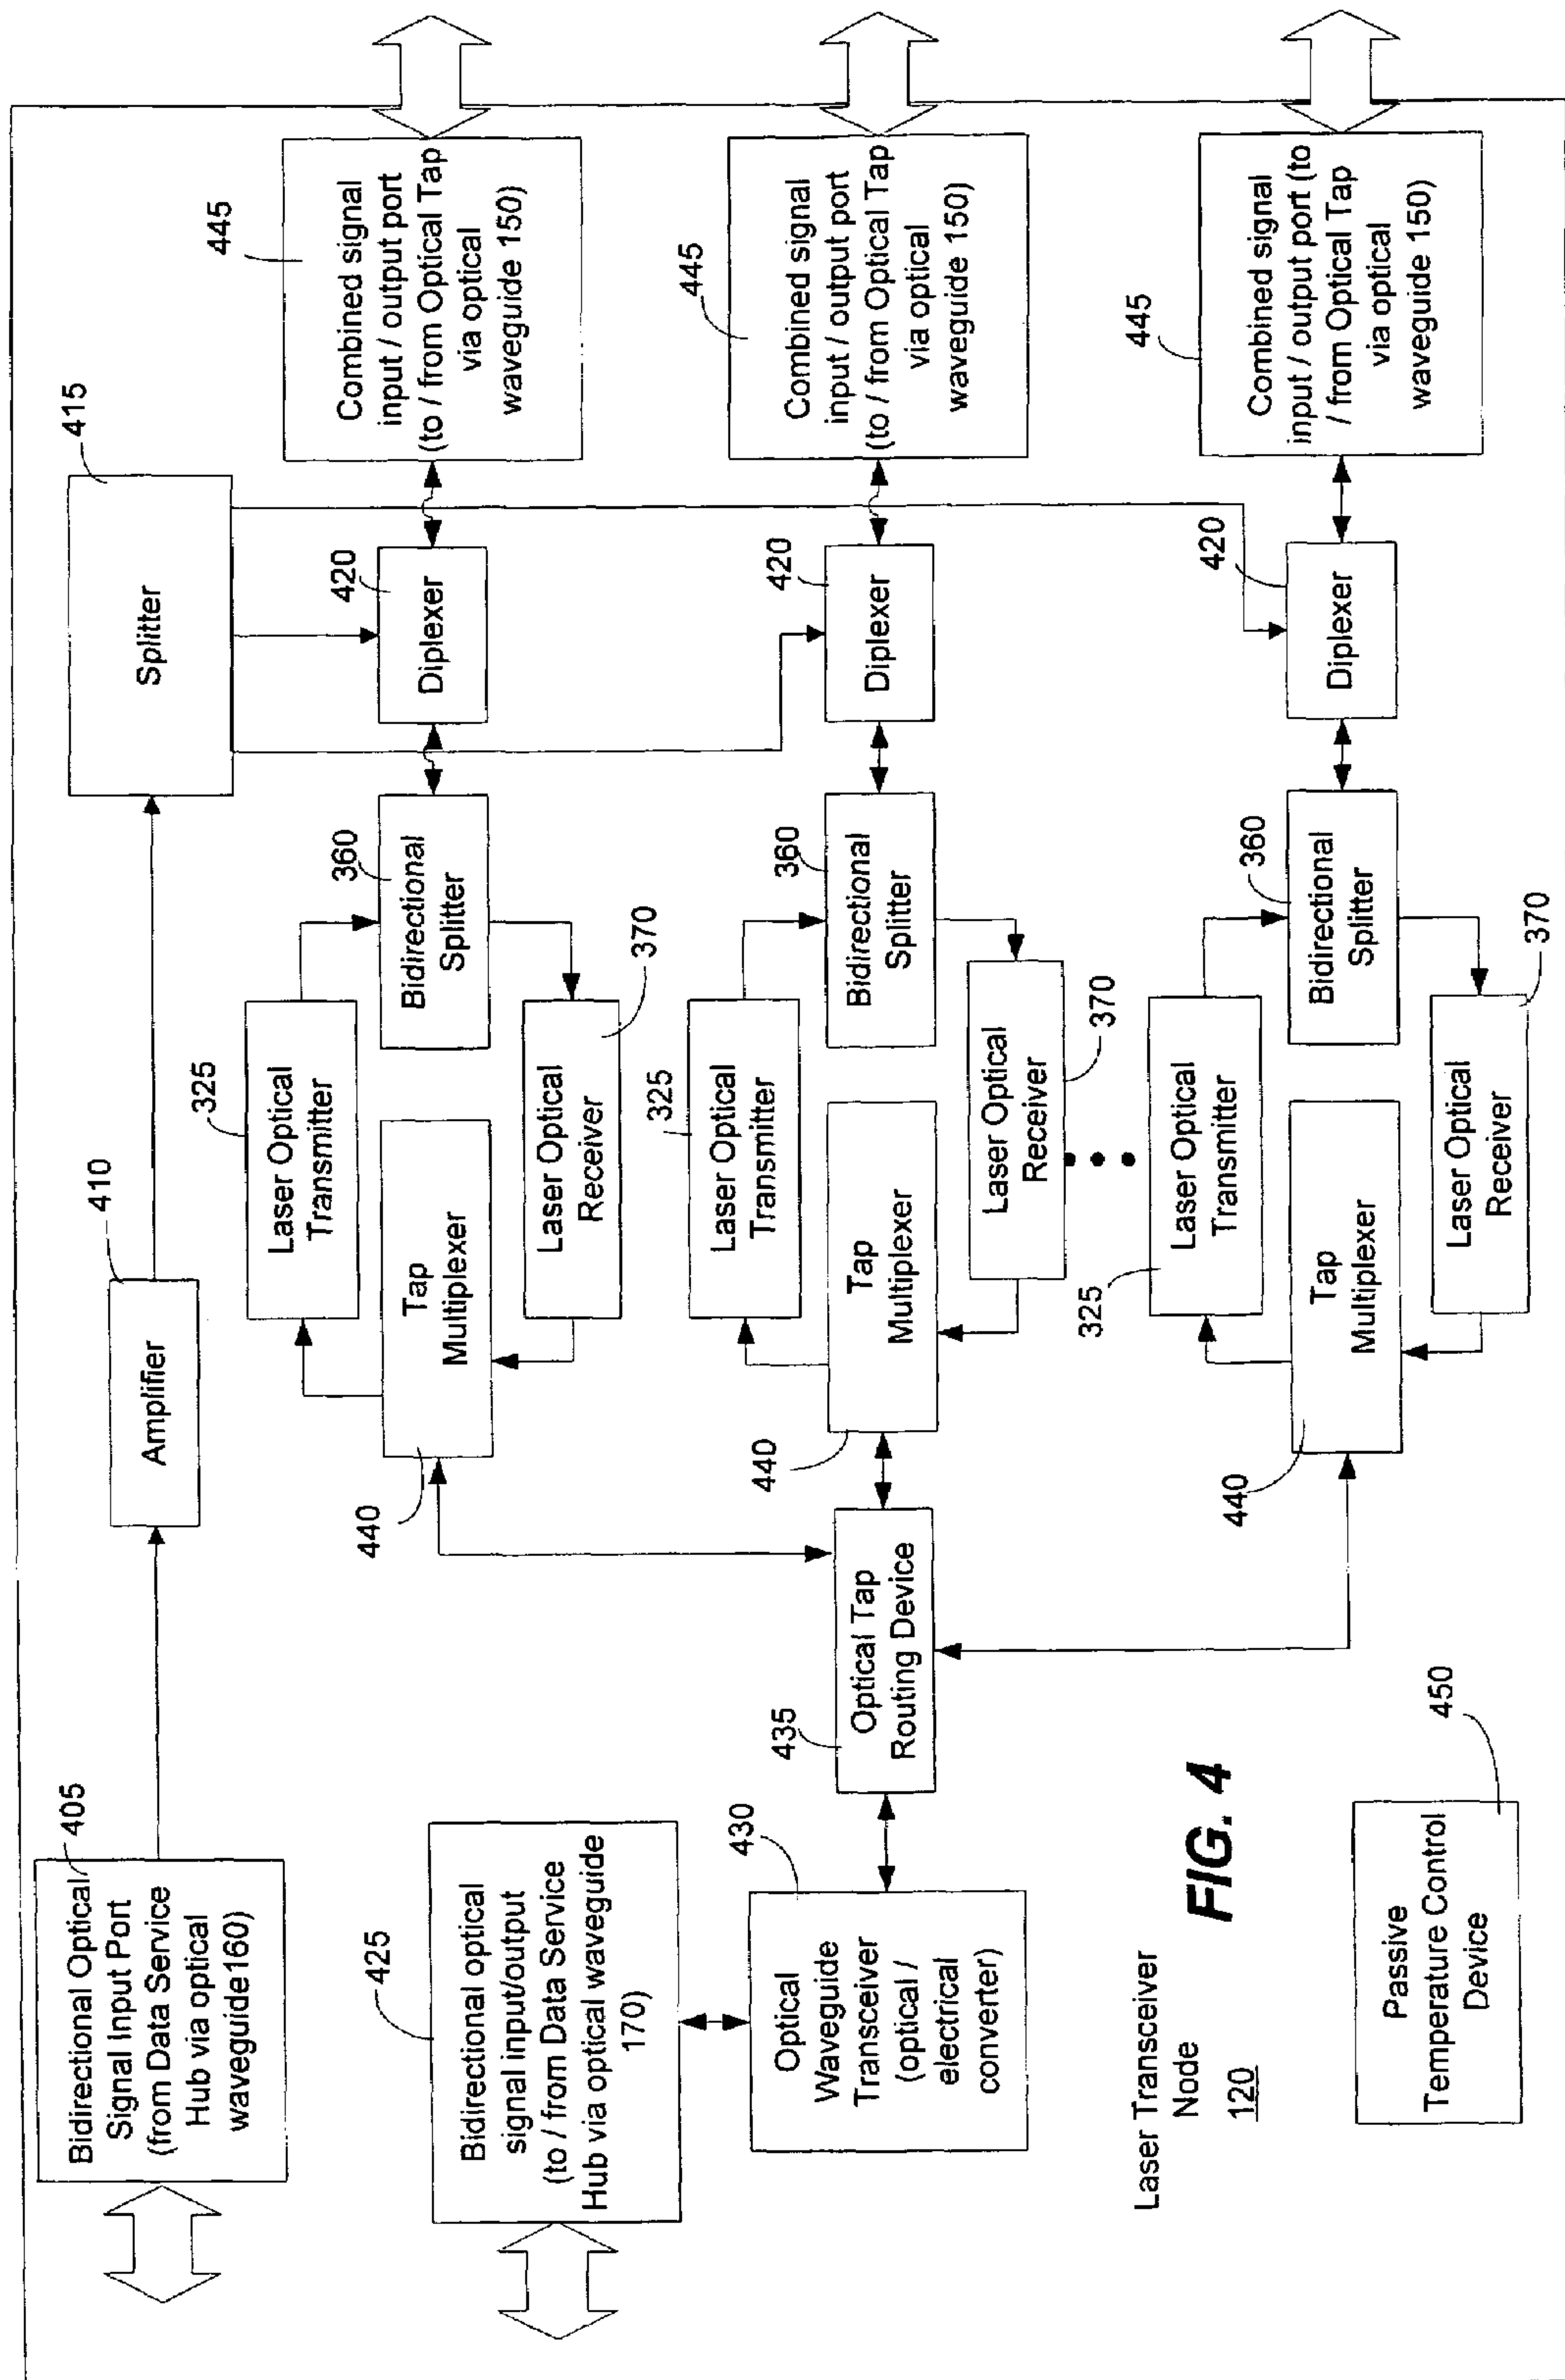 405
Bidirectional Optical
Signal Input Port
(from Data Service
Hub via optical
waveguide160)
410
Amplifier
415
Splitter
325
Laser Optical
Transmitter
360
Bidirectional
Splitter
420
Diplexer
445
Combined signal
input / output port
(to / from Optical Tap
via optical
waveguide 150)
440
Tap
Multiplexer
Laser Optical
Receiver
370
425
Bidirectional optical
signal input/output
(to / from Data Service
Hub via optical waveguide
170)
325
Laser Optical
Transmitter
360
Bidirectional
Splitter
420
Diplexer
445
Combined signal
input / output port
(to / from Optical Tap
via optical
waveguide 150)
430
Optical
Waveguide
Transceiver
(optical /
electrical
converter)
435
Optical Tap
Routing Device
440
Tap
Multiplexer
Laser Optical
Receiver
370
325
Laser Optical
Transmitter
360
Bidirectional
Splitter
420
Diplexer
445
Combined signal
input / output port (to
/ from Optical Tap
via optical
waveguide 150)
440
Tap
Multiplexer
Laser Optical
Receiver
370
Laser Transceiver
Node
120
FIG. 4
450
Passive
Temperature Control
Device